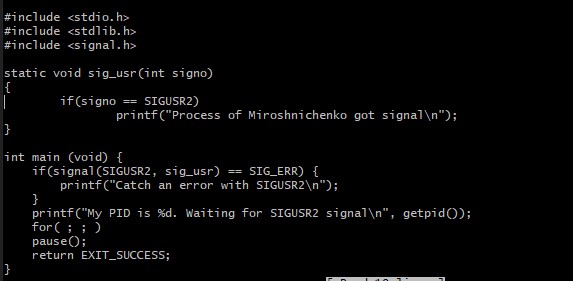 #include <stdio.h>
#include <stdlib.h>
#include <signal.h>

static void sig_usr(int signo)
{
        if(signo == SIGUSR2)
                printf("Process of Miroshnichenko got signal\n");
}

int main (void) {
    if(signal(SIGUSR2, sig_usr) == SIG_ERR) {
        printf("Catch an error with SIGUSR2\n");
    }
    printf("My PID is %d. Waiting for SIGUSR2 signal\n", getpid());
    for( ; ; )
    pause();
    return EXIT_SUCCESS;
}